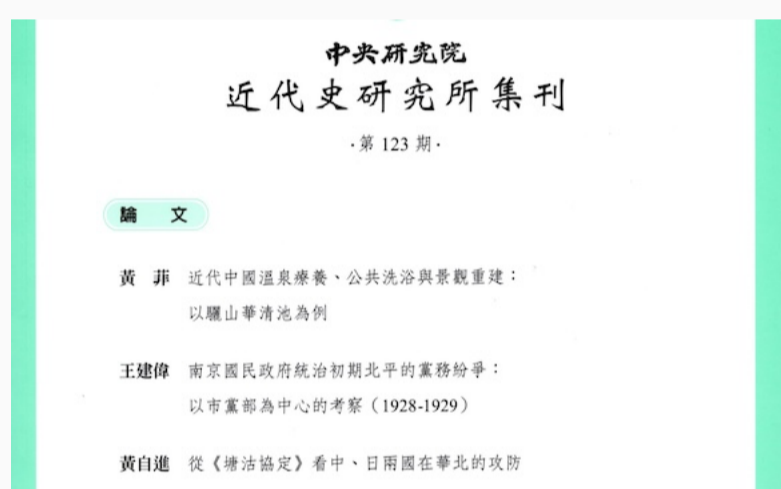 中央研究院
近代史研究所集刊
·第 123 期·
論 文
黃 菲 近代中國溫泉療養、公共洗浴與景觀重建：
以驪山華清池為例
王建偉 南京國民政府統治初期北平的黨務紛爭：
以市黨部為中心的考察（1928-1929）
黃自進 從《塘沽協定》看中、日兩國在華北的攻防